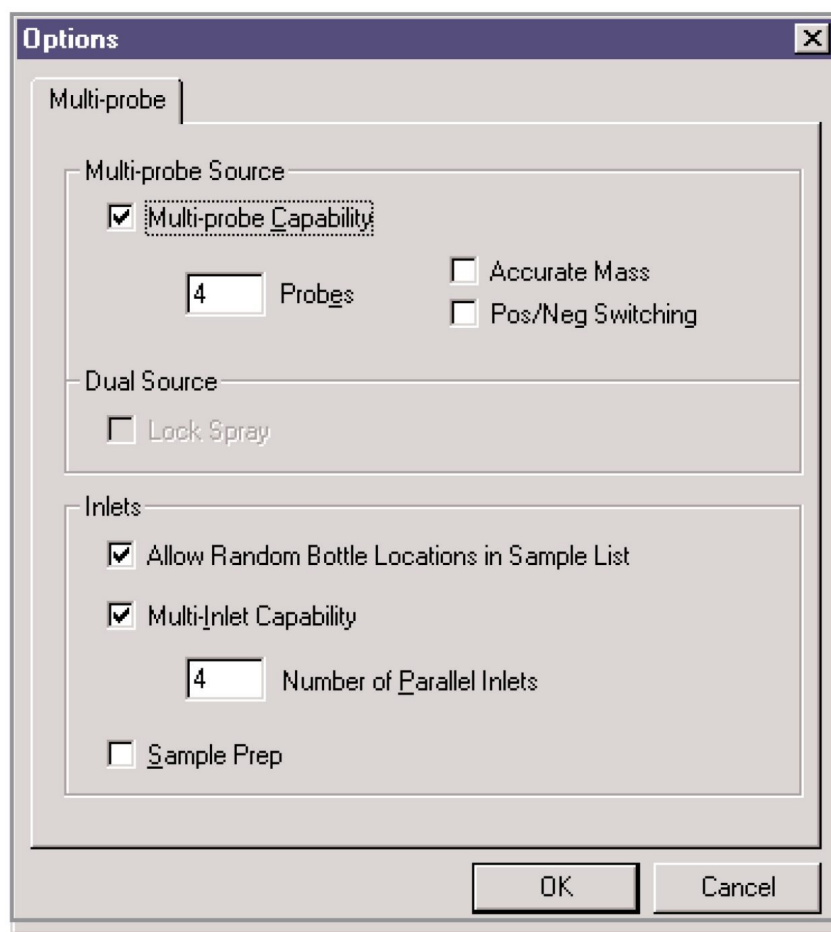 Options
Multi-probe
Multi-probe Source
Multi-probe Capability
4 Probes
Accurate Mass
Pos/Neg Switching
Dual Source
Lock Spray
Inlets
Allow Random Bottle Locations in Sample List
Multi-Inlet Capability
4 Number of Parallel Inlets
Sample Prep
OK Cancel